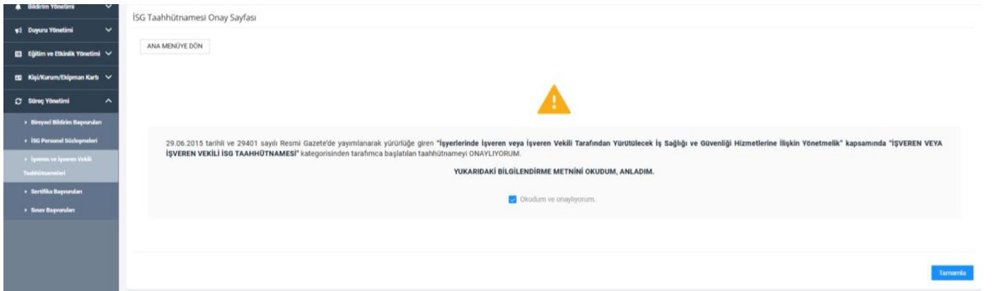 Bildirim Yönetimi
Duyuru Yönetimi
Eğitim ve Etkinlik Yönetimi
Kişi/Kurum/Ekipman Kartı
Süreç Yönetimi
Bireysel Bildirim Başvuruları
İSG Personel Sözleşmeleri
İşveren ve İşveren Vekili
Taahhütnameleri
Sertifika Başvuruları
Sınav Başvuruları
İSG Taahhütnamesi Onay Sayfası
ANA MENÜYE DÖN
29.06.2015 tarihli ve 29401 sayılı Resmi Gazete'de yayımlanarak yürürlüğe giren "İşyerlerinde İşveren veya İşveren Vekili Tarafından Yürütülecek İş Sağlığı ve Güvenliği Hizmetlerine İlişkin Yönetmelik" kapsamında "İŞVEREN VEYA
İŞVEREN VEKİLİ İSG TAAHHÜTNAMESİ" kategorisinden tarafımca başlatılan taahhütnameyi ONAYLIYORUM.
YUKARIDAKİ BİLGİLENDİRME METNİNİ OKUDUM, ANLADIM.
Okudum ve onaylıyorum.
Tamamla